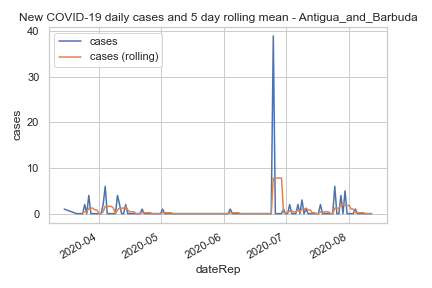 New COVID-19 daily cases and 5 day rolling mean - Antigua_and_Barbuda
cases
cases (rolling)
40
30
20
10
0
cases
2020-04
2020-05
2020-06
2020-07
2020-08
dateRep